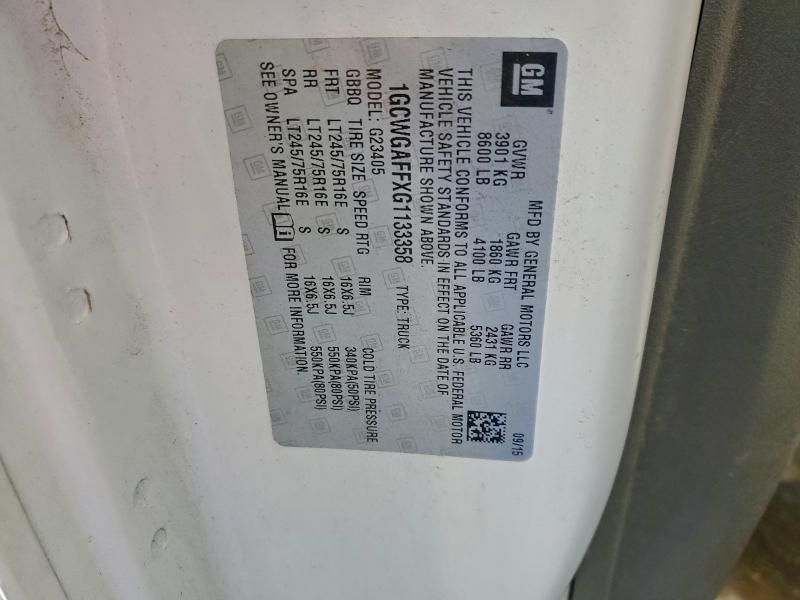 GM
MFD BY GENERAL MOTORS LLC 09/15
GVWR GAWR FRT GAWR RR
3901 KG 1860 KG 2431 KG
8600 LB 4100 LB 5360 LB
THIS VEHICLE CONFORMS TO ALL APPLICABLE U.S. FEDERAL MOTOR
VEHICLE SAFETY STANDARDS IN EFFECT ON THE DATE OF
MANUFACTURE SHOWN ABOVE.
1GCWGAFFXG1133358 TYPE: TRUCK
MODEL: G23405
GBBQ TIRE SIZE SPEED RTG RIM COLD TIRE PRESSURE
FRT LT245/75R16E S 16X6.5J 340KPA(50PSI)
RR LT245/75R16E S 16X6.5J 550KPA(80PSI)
SPA LT245/75R16E S 16X6.5J 550KPA(80PSI)
SEE OWNER'S MANUAL i FOR MORE INFORMATION.